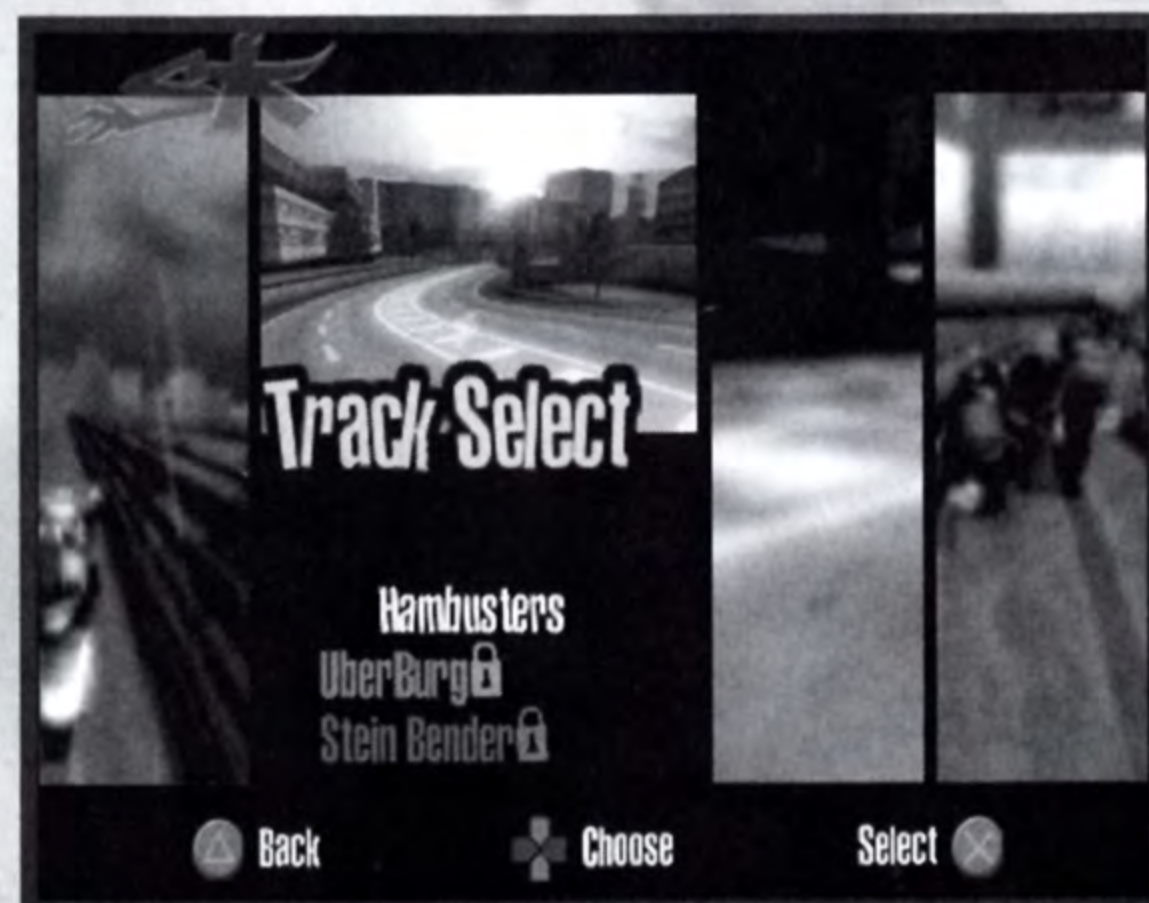 Track Select
Hambusters
UberBurg
Stein Bender
Back
Choose
Select